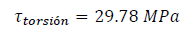 τ_torsión = 29.78 MPa